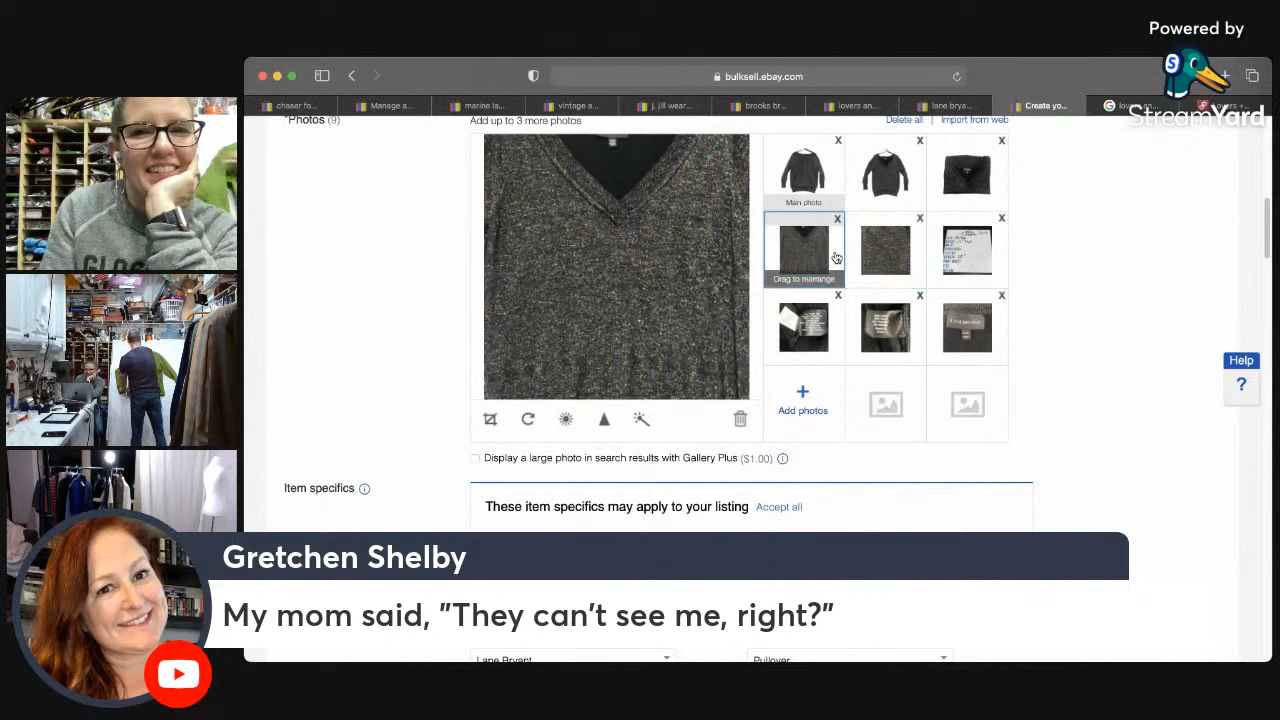 Powered by
StreamYard
bulksell.ebay.com
chaser fo...
Manage a...
marine la...
vintage a...
j. jill wear...
brooks br...
lovers an...
lane brya...
Create yo...
*Photos (9)
Add up to 3 more photos
Delete all | Import from web
Main photo
Drag to rearrange
+
Add photos
Display a large photo in search results with Gallery Plus ($1.00)
Help
?
Item specifics
These item specifics may apply to your listing Accept all
Gretchen Shelby
My mom said, "They can't see me, right?"
Lane Bryant
Pullover